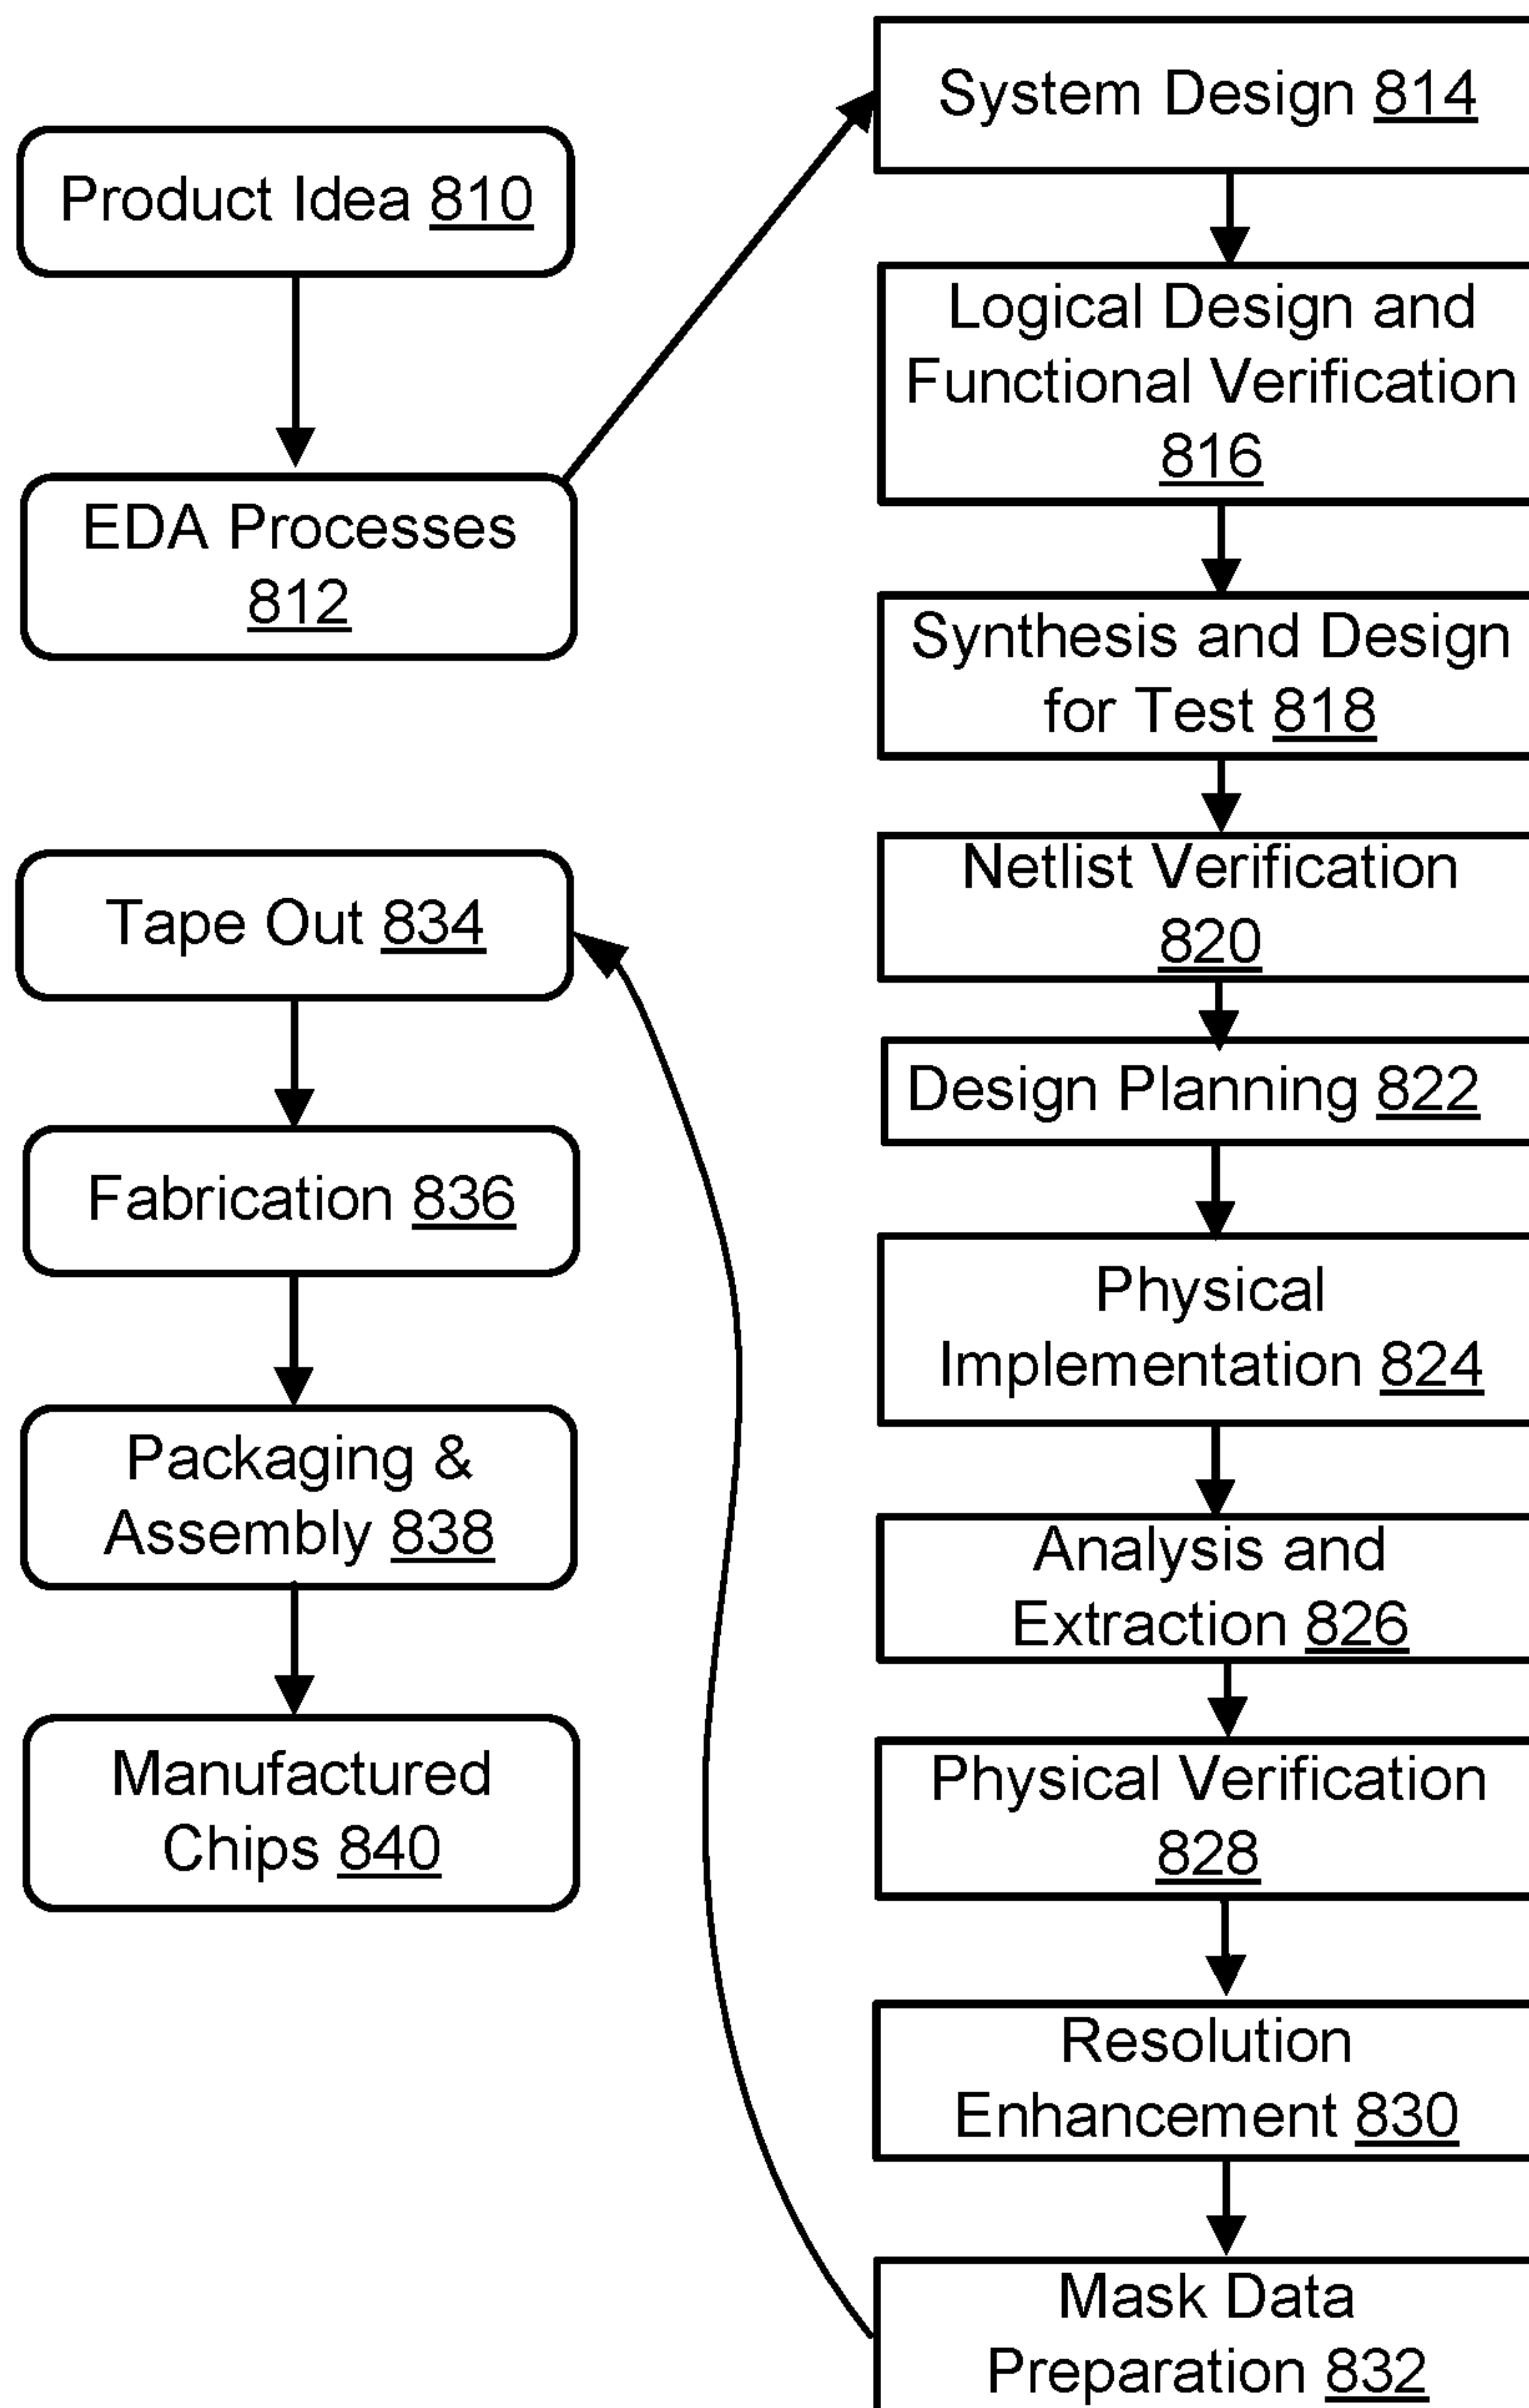 Product Idea 810
EDA Processes
812
System Design 814
Logical Design and
Functional Verification
816
Synthesis and Design
for Test 818
Netlist Verification
820
Design Planning 822
Physical
Implementation 824
Analysis and
Extraction 826
Physical Verification
828
Resolution
Enhancement 830
Mask Data
Preparation 832
Tape Out 834
Fabrication 836
Packaging &
Assembly 838
Manufactured
Chips 840